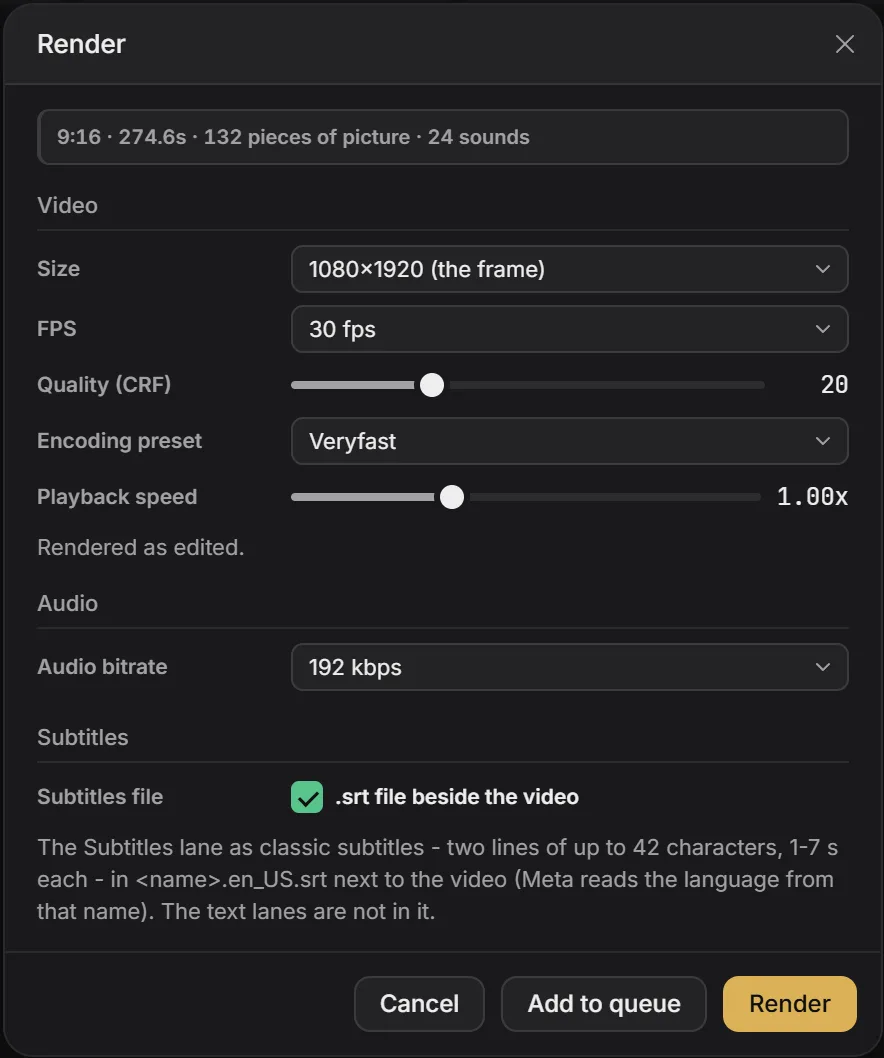 Render
9:16 · 274.6s · 132 pieces of picture · 24 sounds
Video
Size
1080×1920 (the frame)
FPS
30 fps
Quality (CRF)
20
Encoding preset
Veryfast
Playback speed
1.00x
Rendered as edited.
Audio
Audio bitrate
192 kbps
Subtitles
Subtitles file
.srt file beside the video
The Subtitles lane as classic subtitles - two lines of up to 42 characters, 1-7 s
each - in <name>.en_US.srt next to the video (Meta reads the language from
that name). The text lanes are not in it.
Cancel
Add to queue
Render